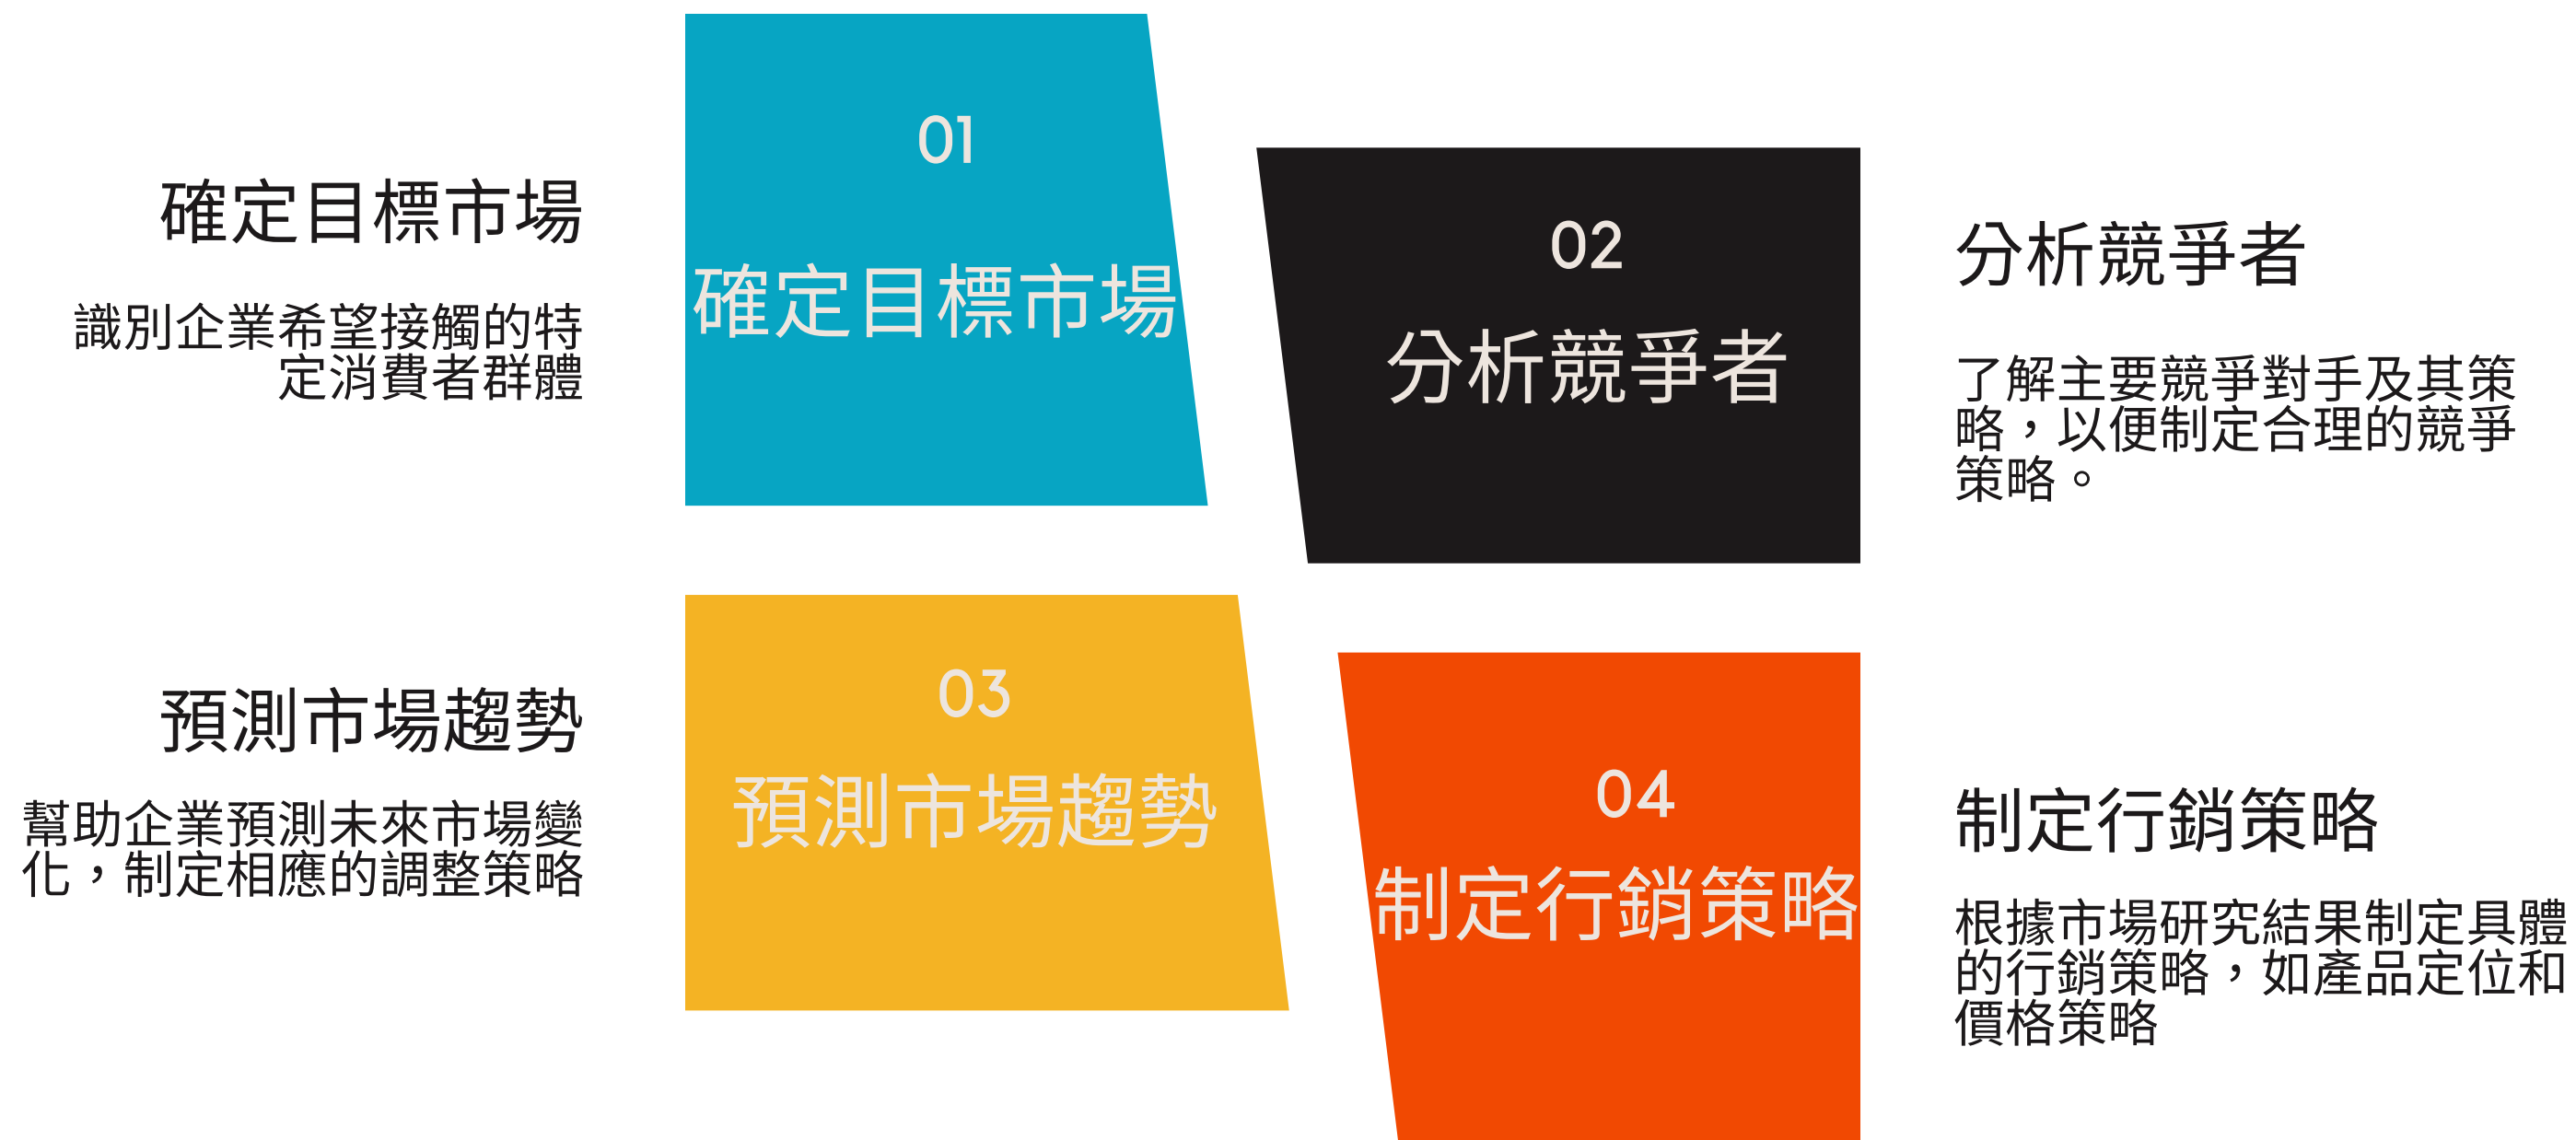 確定目標市場
識別企業希望接觸的特
定消費者群體
01
確定目標市場
02
分析競爭者
分析競爭者
了解主要競爭對手及其策
略，以便制定合理的競爭
策略。
預測市場趨勢
幫助企業預測未來市場變
化，制定相應的調整策略
03
預測市場趨勢
04
制定行銷策略
制定行銷策略
根據市場研究結果制定具體
的行銷策略，如產品定位和
價格策略